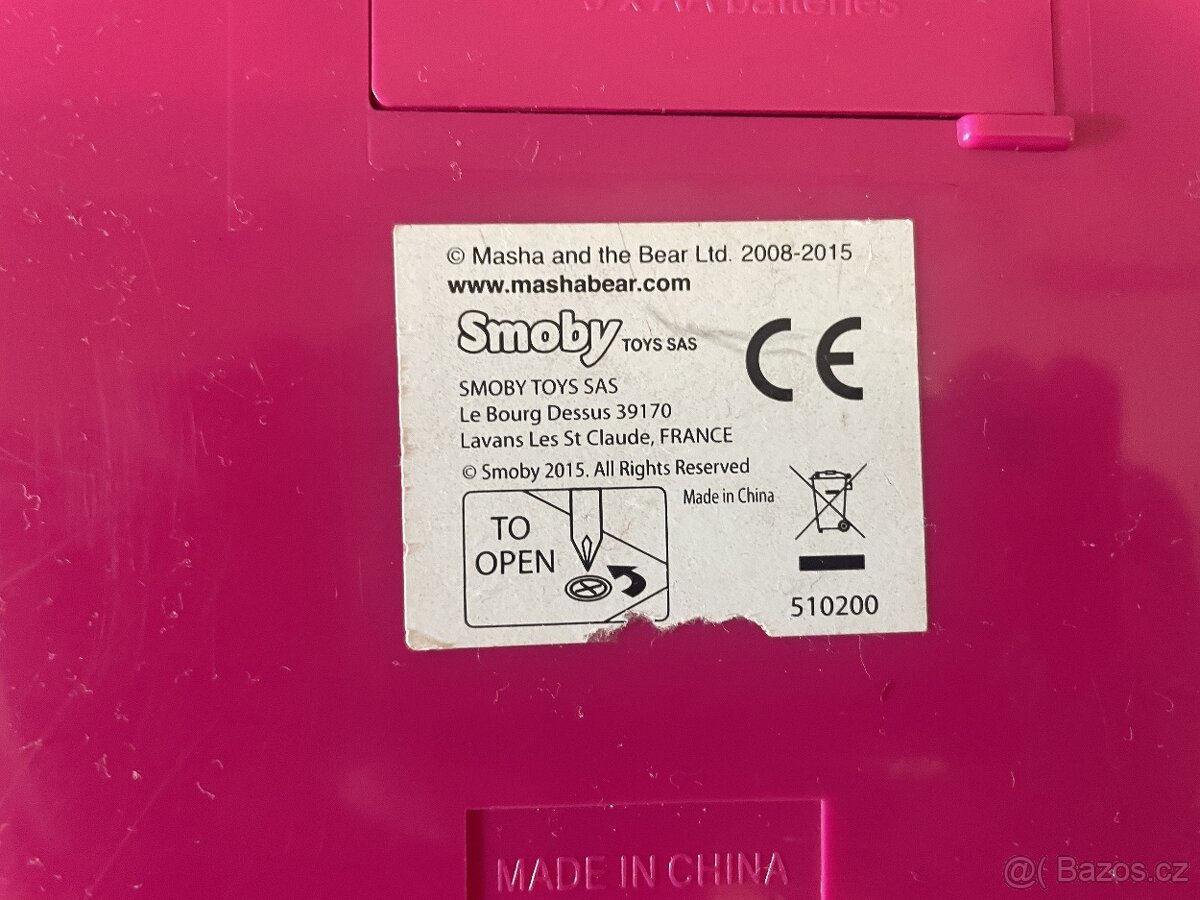 x AA batteries
© Masha and the Bear Ltd. 2008-2015
www.mashabear.com
Smoby TOYS SAS
SMOBY TOYS SAS
Le Bourg Dessus 39170
Lavans Les St Claude, FRANCE
© Smoby 2015. All Rights Reserved
Made in China
TO
OPEN
CE
510200
MADE IN CHINA
@( Bazos.cz